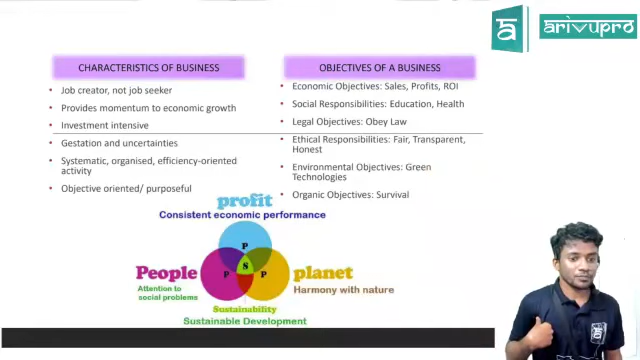 arivupro
CHARACTERISTICS OF BUSINESS
Job creator, not job seeker
Provides momentum to economic growth
Investment intensive
Gestation and uncertainties
Systematic, organised, efficiency-oriented
activity
Objective oriented/ purposeful
OBJECTIVES OF A BUSINESS
Economic Objectives: Sales, Profits, ROI
Social Responsibilities: Education, Health
Legal Objectives: Obey Law
Ethical Responsibilities: Fair, Transparent,
Honest
Environmental Objectives: Green
Technologies
Organic Objectives: Survival
profit
Consistent economic performance
P
S
P
P
People
Attention to
social problems
planet
Harmony with nature
Sustainability
Sustainable Development